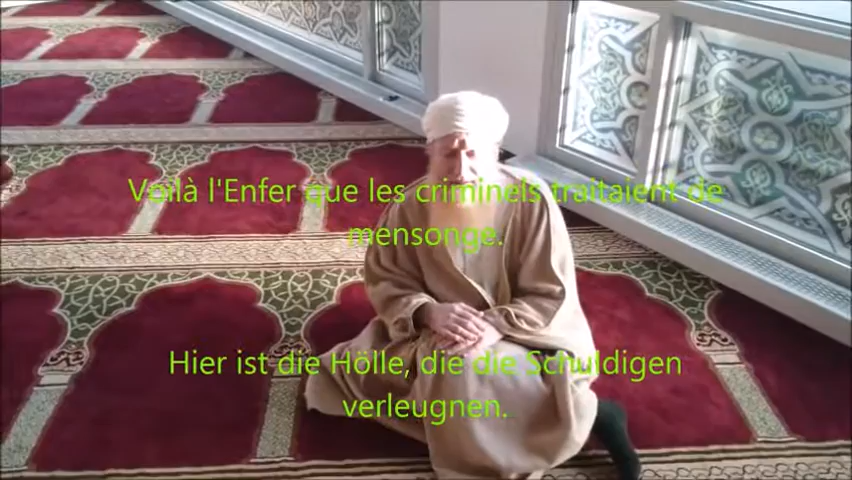 Voilà l'Enfer que les criminels traitaient de
mensonge.
Hier ist die Hölle, die die Schuldigen
verleugnen.